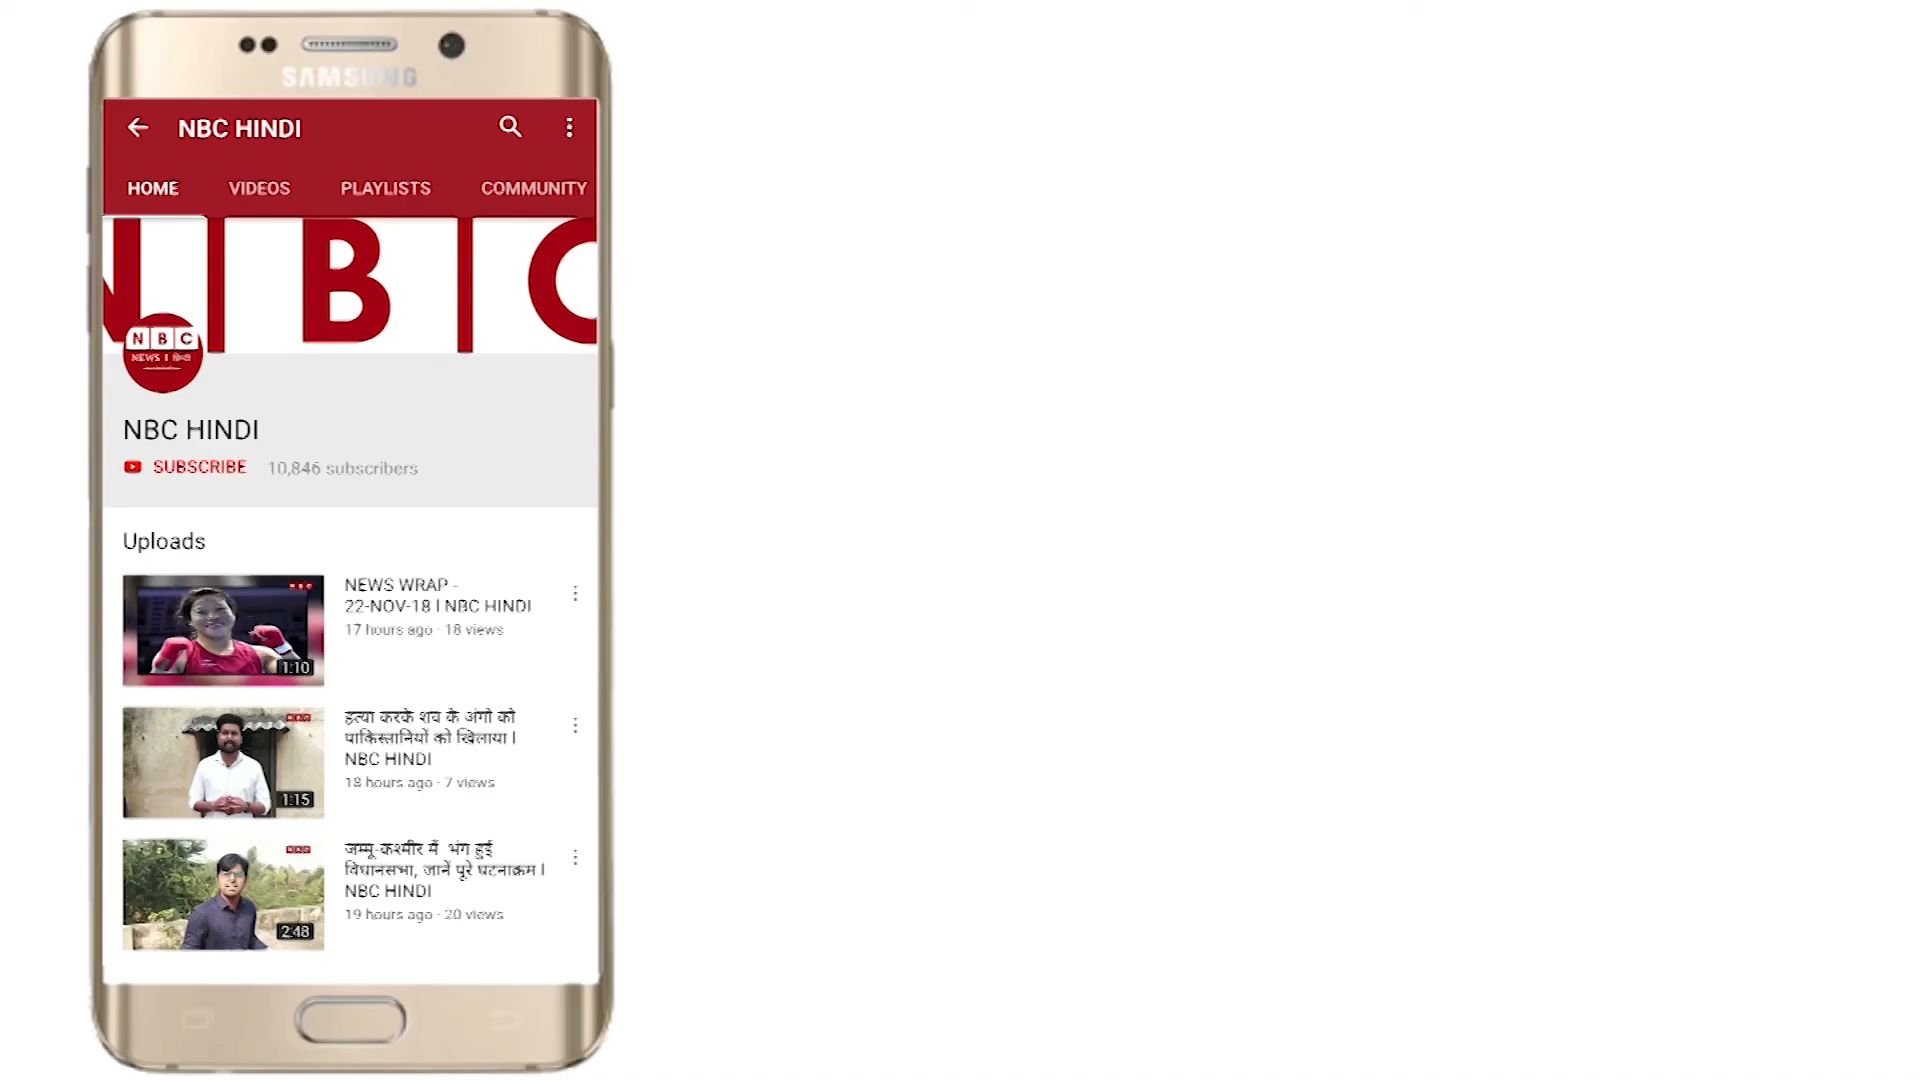 SAMSUNG
NBC HINDI
HOME VIDEOS PLAYLISTS COMMUNITY
N B C
N B C
NEWS I हिन्दी
NBC HINDI
SUBSCRIBE 10,846 subscribers
Uploads
NEWS WRAP -
22-NOV-18 I NBC HINDI
17 hours ago · 18 views
1:10
हत्या करके शव के अंगो को
पाकिस्तानियों को खिलाया I
NBC HINDI
18 hours ago · 7 views
1:15
जम्मू-कश्मीर में भंग हुई
विधानसभा, जानें पूरे घटनाक्रम I
NBC HINDI
19 hours ago · 20 views
2:48